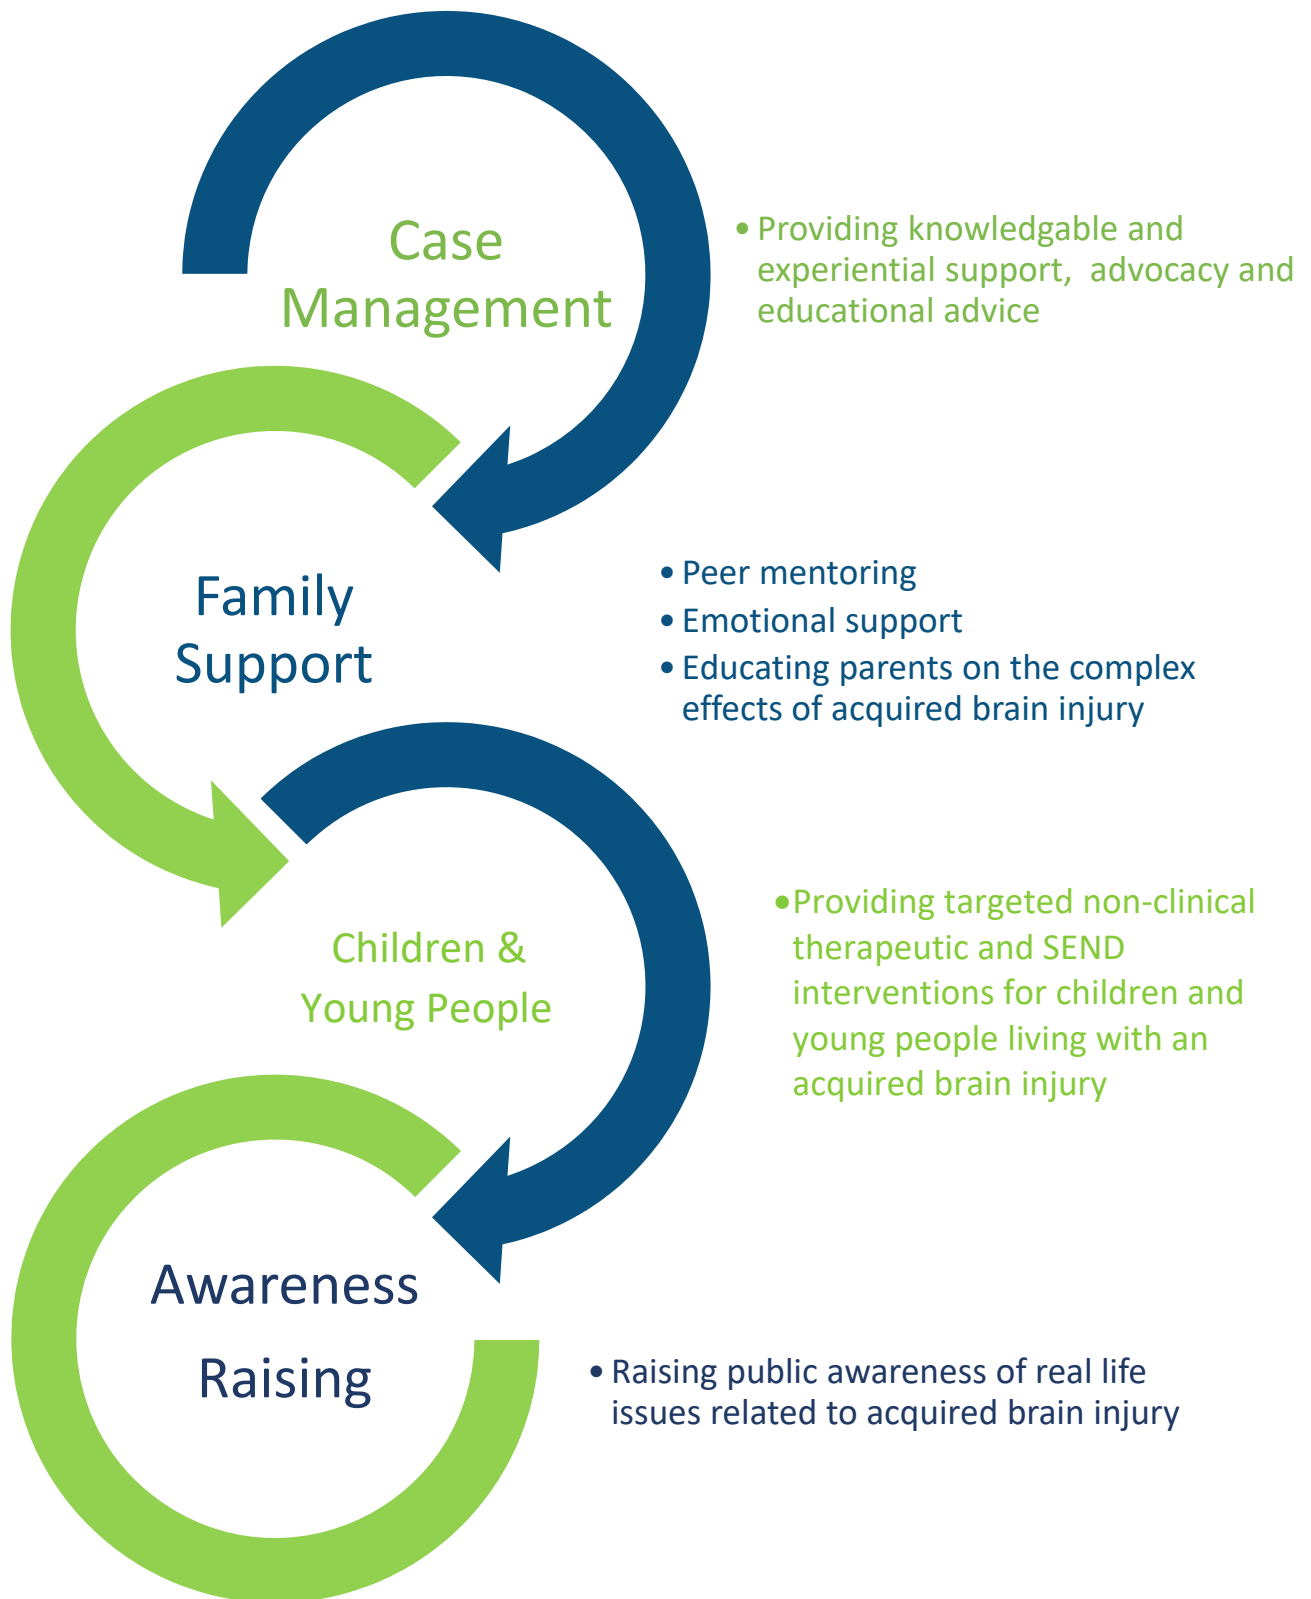 Case
Management
• Providing knowledgable and
experiential support,  advocacy and
educational advice
Family
Support
• Peer mentoring
• Emotional support
• Educating parents on the complex
effects of acquired brain injury
Children &
Young People
•Providing targeted non-clinical
therapeutic and SEND
interventions for children and
young people living with an
acquired brain injury
Awareness
Raising
• Raising public awareness of real life
issues related to acquired brain injury